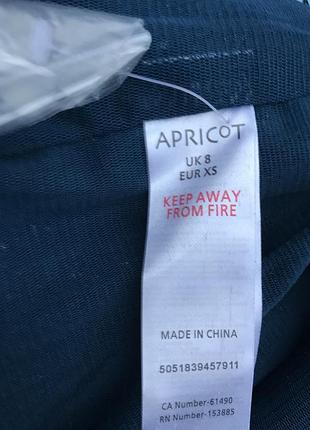 APRICOT
UK 8
EUR XS
KEEP AWAY
FROM FIRE
MADE IN CHINA
5051839457911
CA Number-61490
RN Number-153885